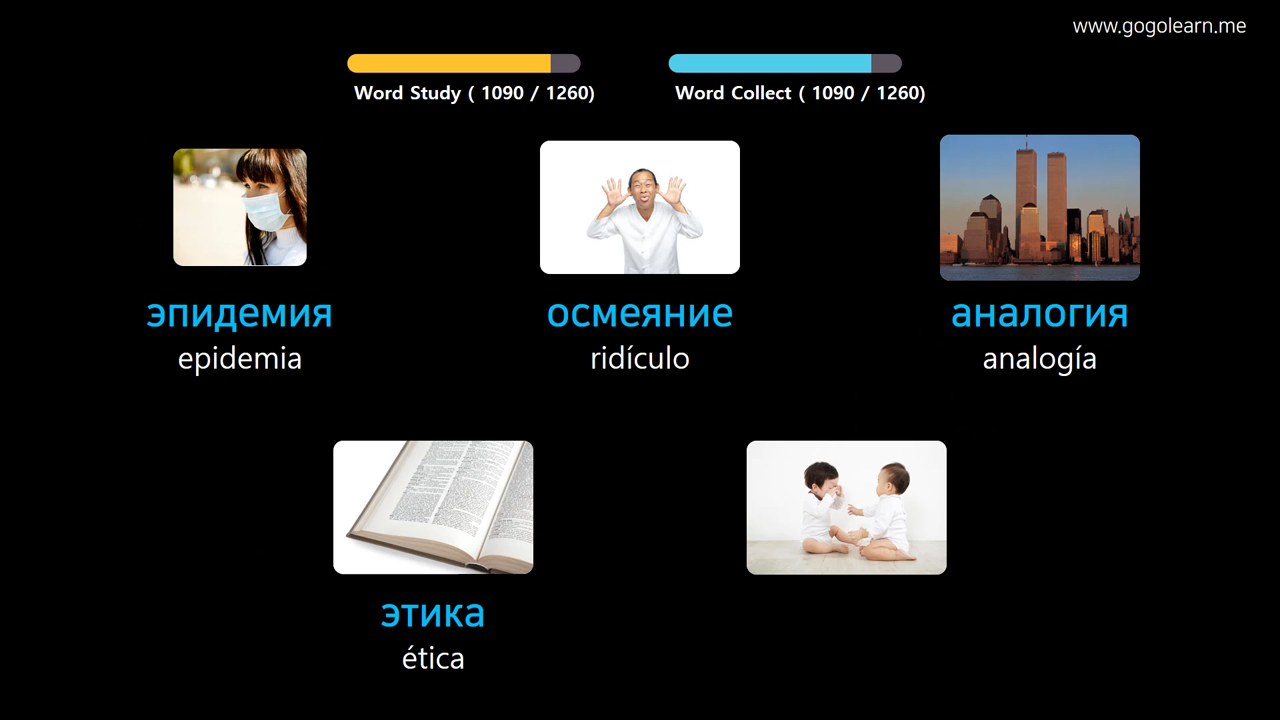 www.gogolearn.me
Word Study ( 1090 / 1260)
Word Collect ( 1090 / 1260)
эпидемия
epidemia
осмеяние
ridículo
аналогия
analogía
этика
ética